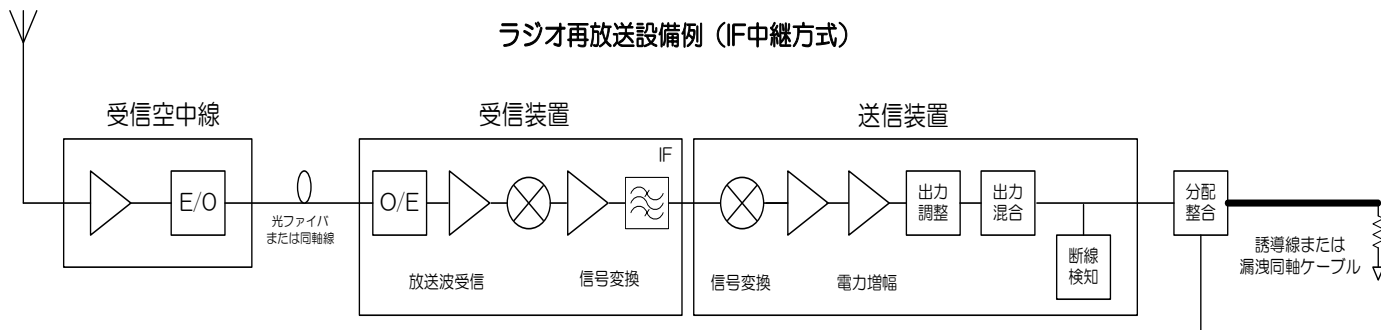 ラジオ再放送設備例（IF中継方式）
受信空中線
受信装置
送信装置
IF
E/O
O/E
出力
調整
出力
混合
分配
整合
光ファイバ
または同軸線
断線
検知
誘導線または
漏洩同軸ケーブル
放送波受信
信号変換
信号変換
電力増幅